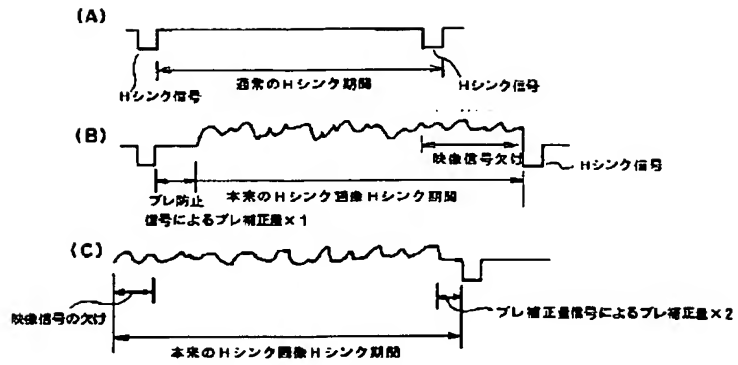 (A)
Hシンク信号
通常のHシンク期間
Hシンク信号
(B)
映像信号欠け
Hシンク信号
ブレ防止
信号によるブレ補正量×1
本来のHシンク画像Hシンク期間
(C)
映像信号の欠け
ブレ補正量信号によるブレ補正量×2
本来のHシンク画像Hシンク期間